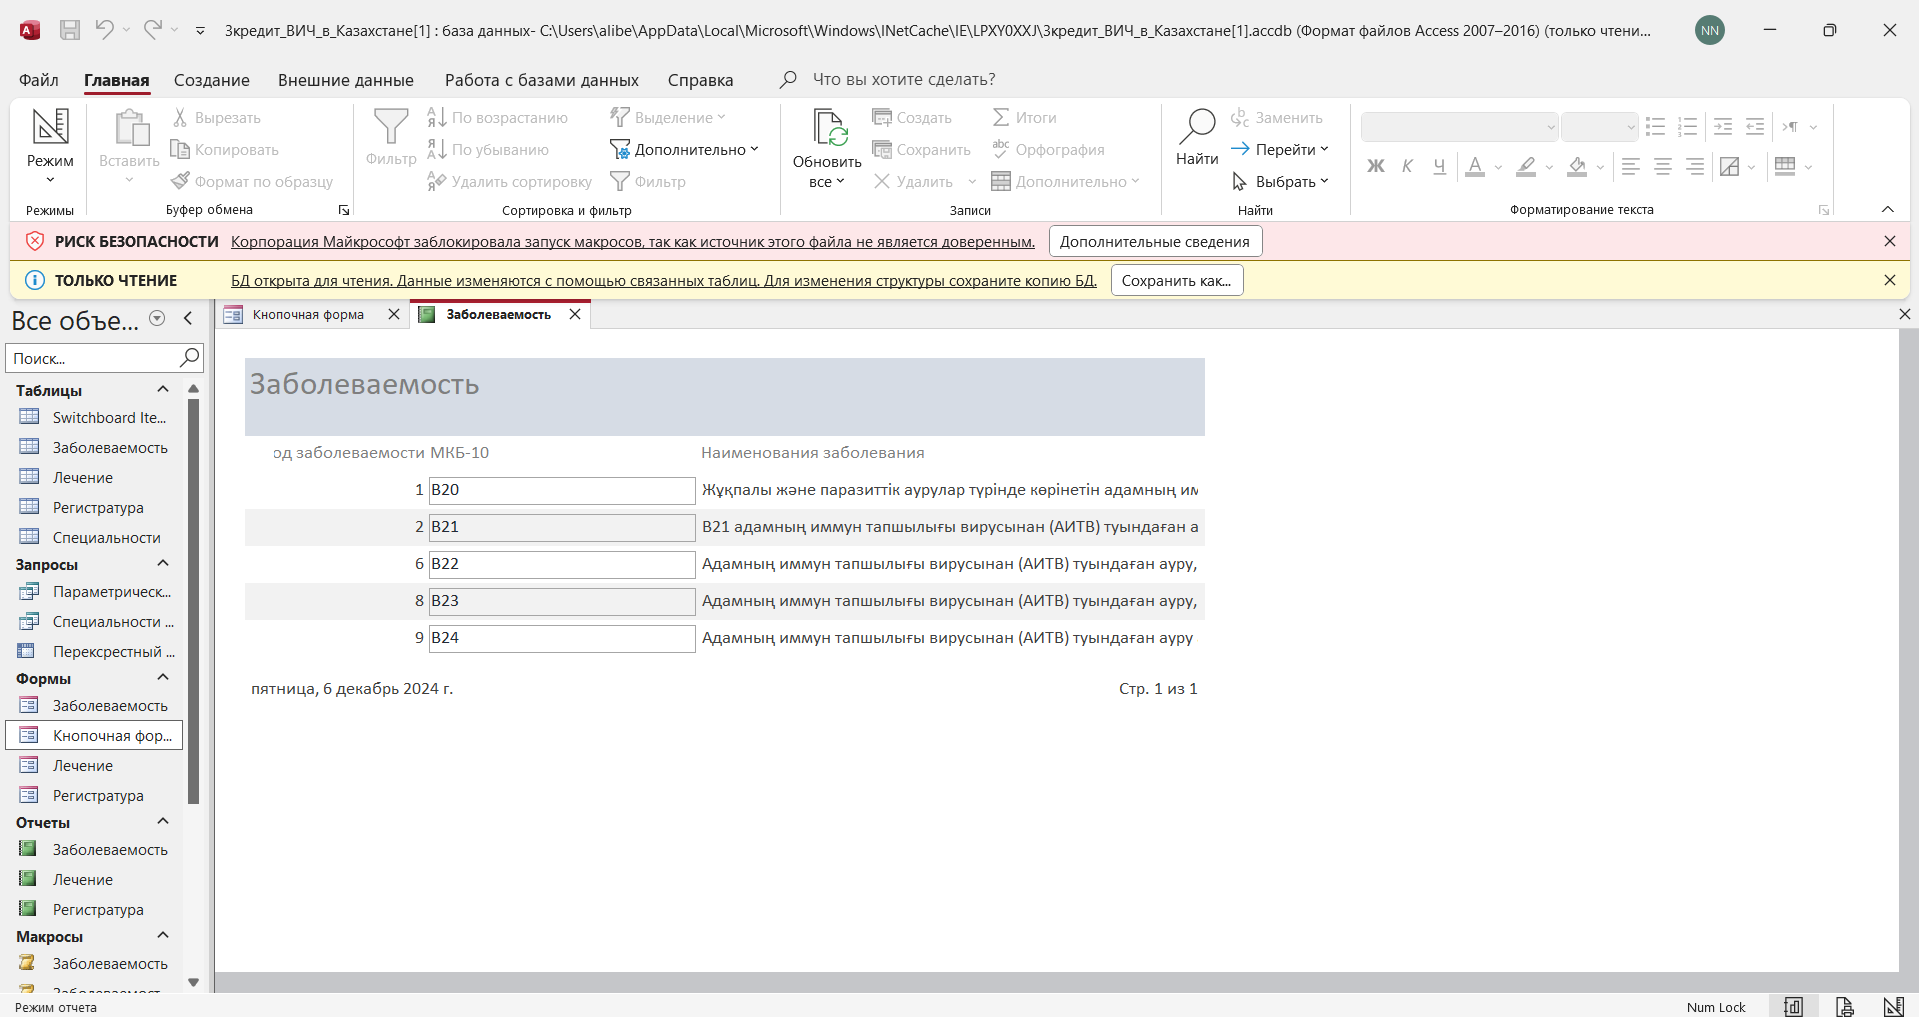 3кредит_ВИЧ_в_Казахстане[1] : база данных- C:\Users\alibe\AppData\Local\Microsoft\Windows\INetCache\IE\LPXY0XXJ\3кредит_ВИЧ_в_Казахстане[1].accdb (Формат файлов Access 2007–2016) (только чтени...
NN
Файл Главная Создание Внешние данные Работа с базами данных Справка Что вы хотите сделать?
Режим
Режимы
Вставить
Вырезать
Копировать
Формат по образцу
Буфер обмена
Фильтр
По возрастанию
По убыванию
Удалить сортировку
Выделение
Дополнительно
Фильтр
Сортировка и фильтр
Обновить
все
Создать
Сохранить
Удалить
Итоги
Орфография
Дополнительно
Записи
Найти
Заменить
Перейти
Выбрать
Найти
Ж К Ч А
Форматирование текста
РИСК БЕЗОПАСНОСТИ Корпорация Майкрософт заблокировала запуск макросов, так как источник этого файла не является доверенным. Дополнительные сведения
ТОЛЬКО ЧТЕНИЕ БД открыта для чтения. Данные изменяются с помощью связанных таблиц. Для изменения структуры сохраните копию БД. Сохранить как...
Все объе...
Поиск...
Таблицы
Switchboard Ite...
Заболеваемость
Лечение
Регистратура
Специальности
Запросы
Параметрическ...
Специальности ...
Перексрестный ...
Формы
Заболеваемость
Кнопочная фор...
Лечение
Регистратура
Отчеты
Заболеваемость
Лечение
Регистратура
Макросы
Заболеваемость
Кнопочная форма Заболеваемость
Заболеваемость
од заболеваемости МКБ-10 Наименования заболевания
1 B20 Жұқпалы және паразиттік аурулар түрінде көрінетін адамның им
2 B21 B21 адамның иммун тапшылығы вирусынан (АИТВ) туындаған а
6 B22 Адамның иммун тапшылығы вирусынан (АИТВ) туындаған ауру,
8 B23 Адамның иммун тапшылығы вирусынан (АИТВ) туындаған ауру,
9 B24 Адамның иммун тапшылығы вирусынан (АИТВ) туындаған ауру
пятница, 6 декабрь 2024 г. Стр. 1 из 1
Режим отчета Num Lock